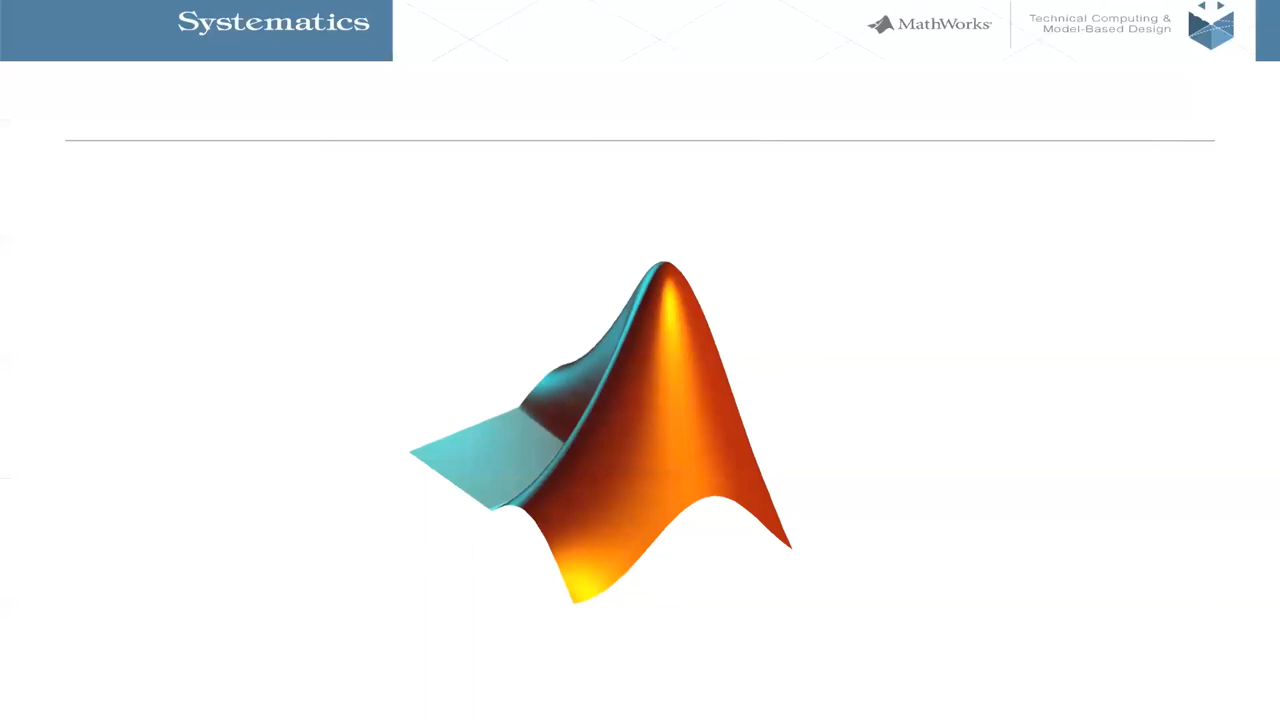 Systematics
MathWorks
Technical Computing &
Model-Based Design